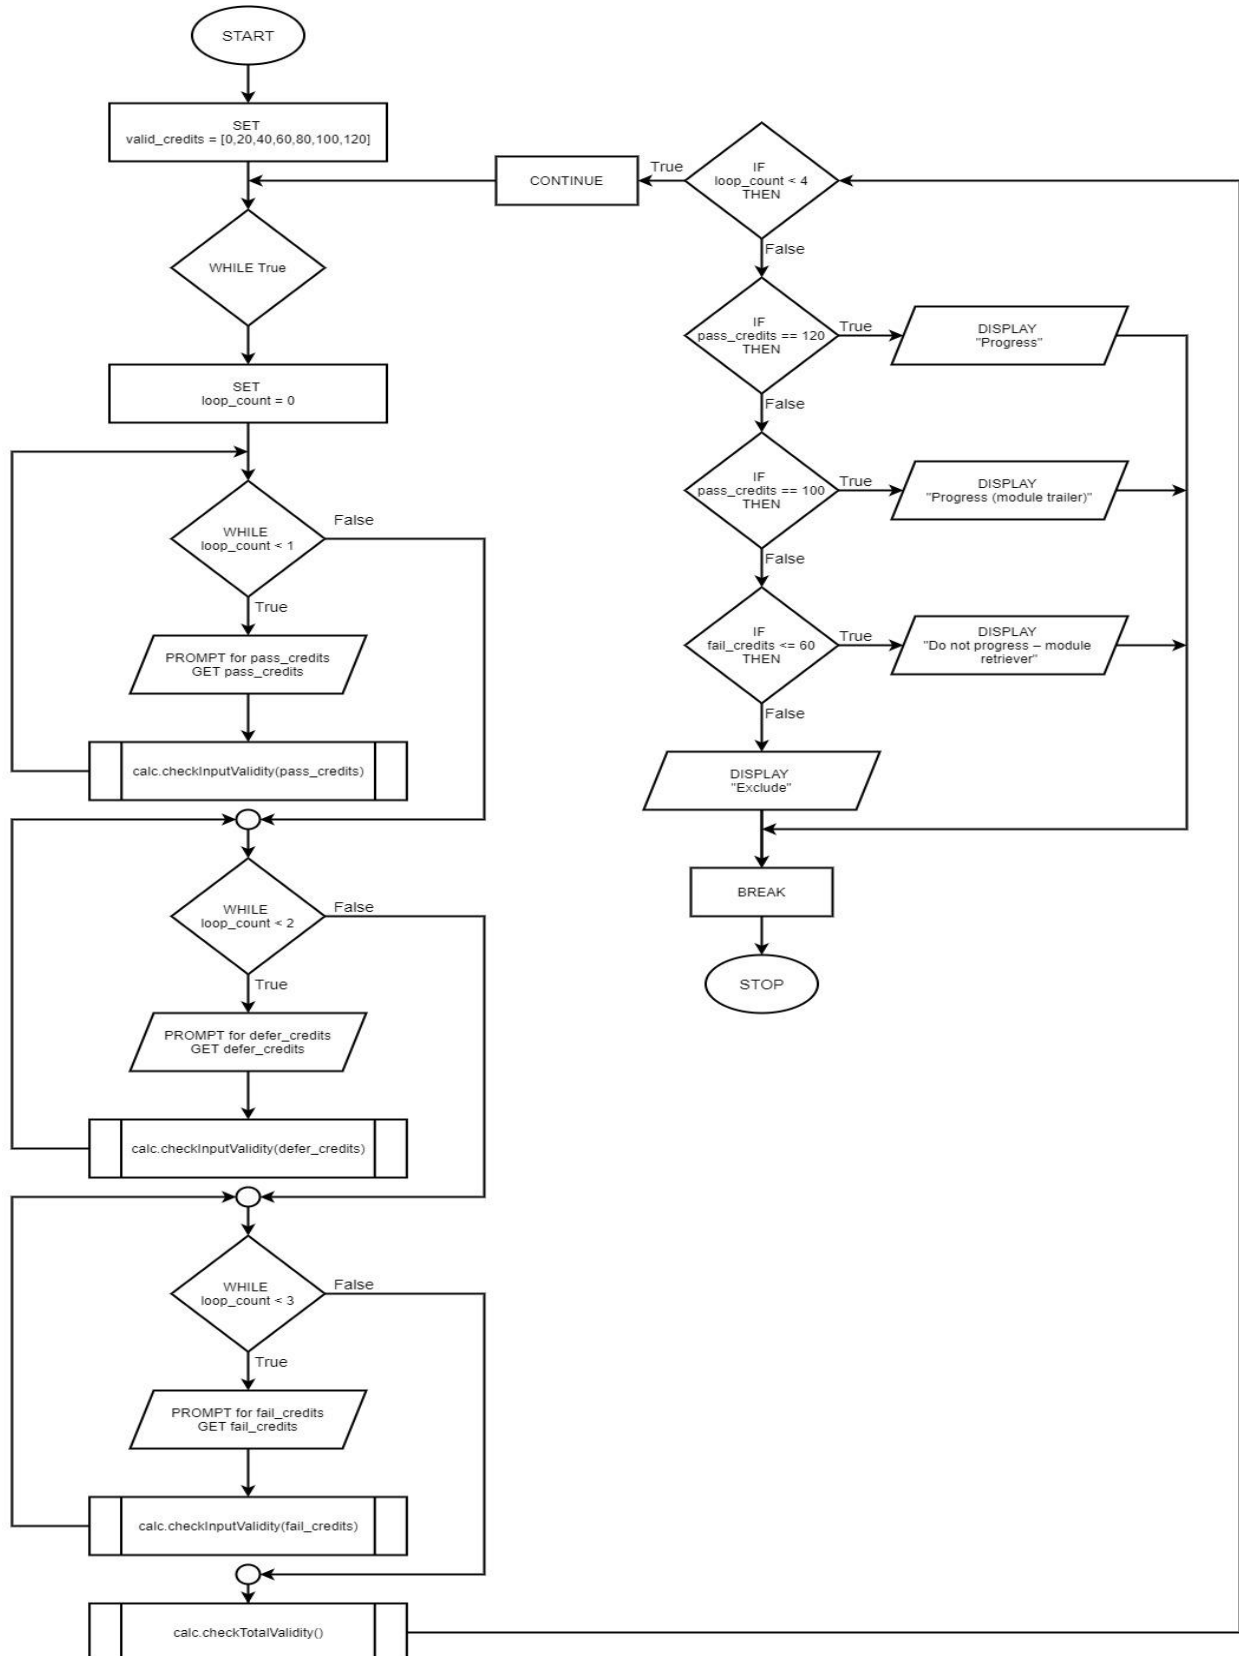 START
SET
valid_credits = [0,20,40,60,80,100,120]
WHILE True
SET
loop_count = 0
WHILE
loop_count < 1
False
True
PROMPT for pass_credits
GET pass_credits
calc.checkInputValidity(pass_credits)
WHILE
loop_count < 2
False
True
PROMPT for defer_credits
GET defer_credits
calc.checkInputValidity(defer_credits)
WHILE
loop_count < 3
False
True
PROMPT for fail_credits
GET fail_credits
calc.checkInputValidity(fail_credits)
calc.checkTotalValidity()
IF
loop_count < 4
THEN
True
CONTINUE
False
IF
pass_credits == 120
THEN
True
DISPLAY
"Progress"
False
IF
pass_credits == 100
THEN
True
DISPLAY
"Progress (module trailer)"
False
IF
fail_credits <= 60
THEN
True
DISPLAY
"Do not progress – module
retriever"
False
DISPLAY
"Exclude"
BREAK
STOP